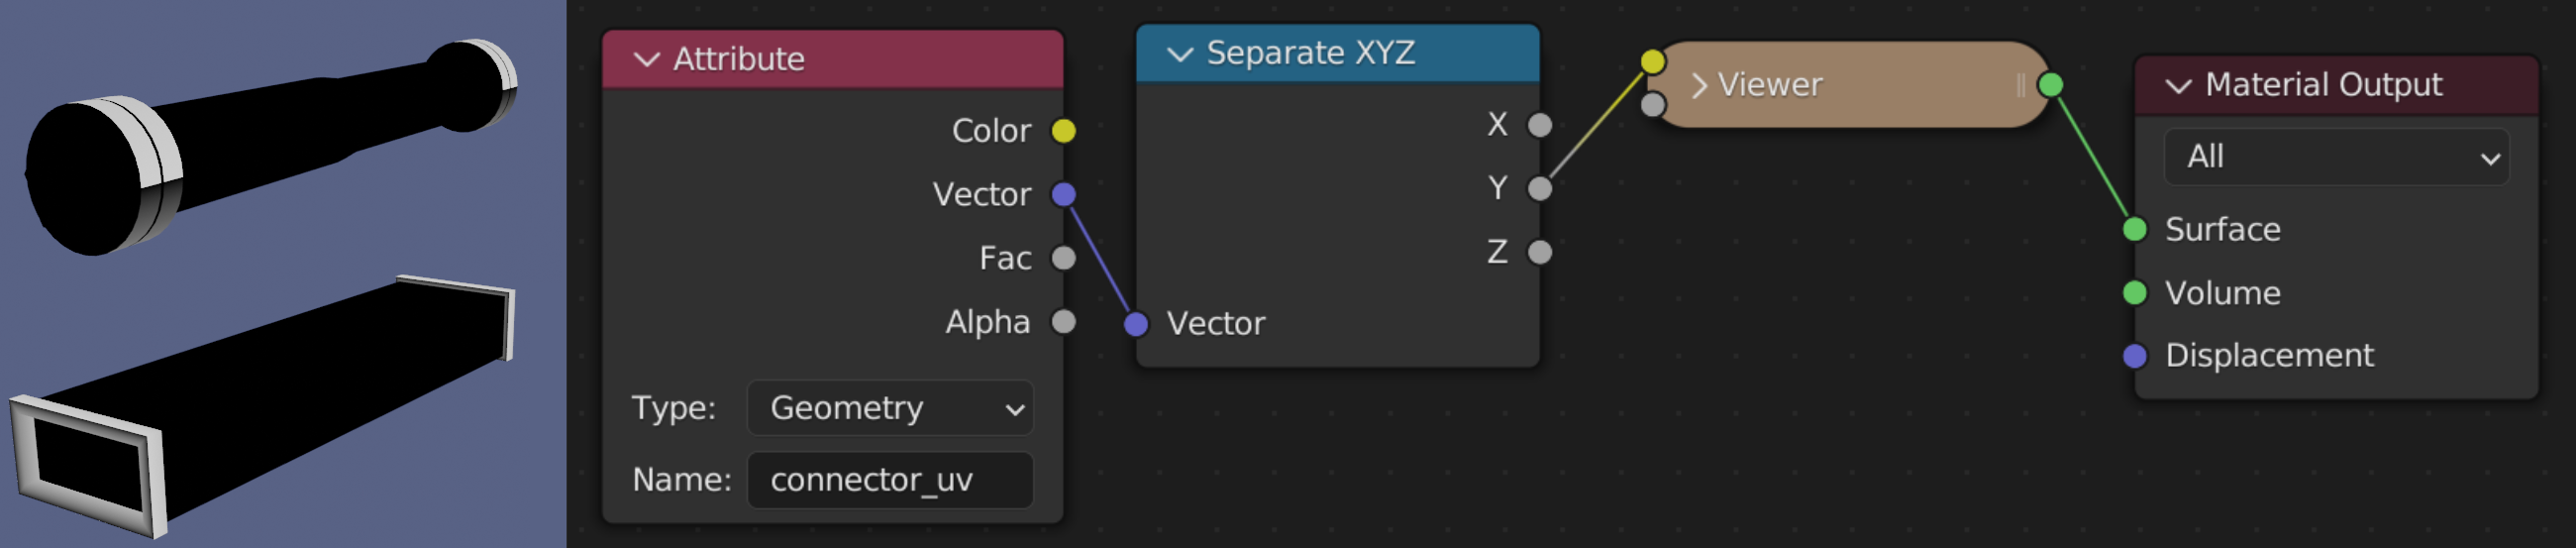 Attribute
Color
Vector
Fac
Alpha
Type: Geometry
Name: connector_uv
Separate XYZ
X
Y
Z
Vector
Viewer
Material Output
All
Surface
Volume
Displacement